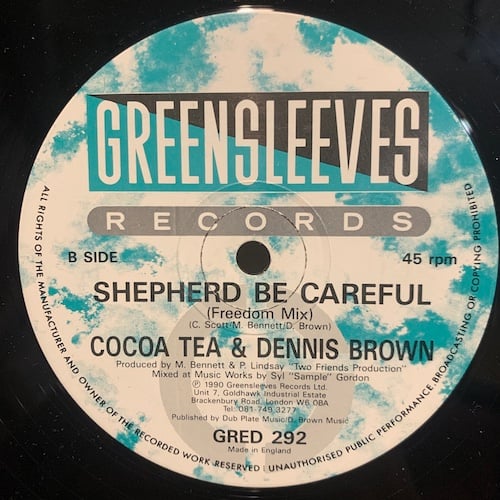 GREENSLEEVES
RECORDS
B SIDE
45 rpm
SHEPHERD BE CAREFUL
(Freedom Mix)
(C. Scott/M. Bennett/D. Brown)
COCOA TEA & DENNIS BROWN
Produced by M. Bennett & P. Lindsay "Two Friends Production"
Mixed at Music Works by Syl "Sample" Gordon
℗ 1990 Greensleeves Records Ltd.
Unit 7, Goldhawk Industrial Estate
Brackenbury Road, London W6 0BA
Tel: 081-749 3277
Published by Dub Plate Music/D. Brown Music
GRED 292
Made in England
ALL RIGHTS OF THE MANUFACTURER AND OWNER OF THE RECORDED WORK RESERVED | UNAUTHORISED PUBLIC PERFORMANCE BROADCASTING OR COPYING PROHIBITED